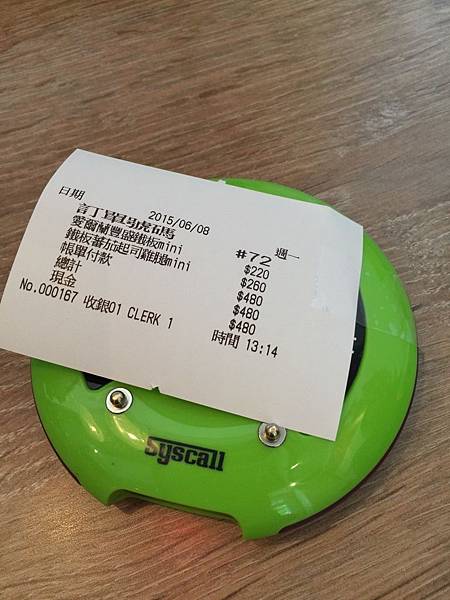 日期 2015/06/08 週一
訂單號碼 #72
愛爾蘭豐盛鐵板mini $220
鐵板蕃茄起司雞腿mini $260
帳單付款 $480
總計 $480
現金 $480
No.000167 收銀01 CLERK 1 時間 13:14
Syscall